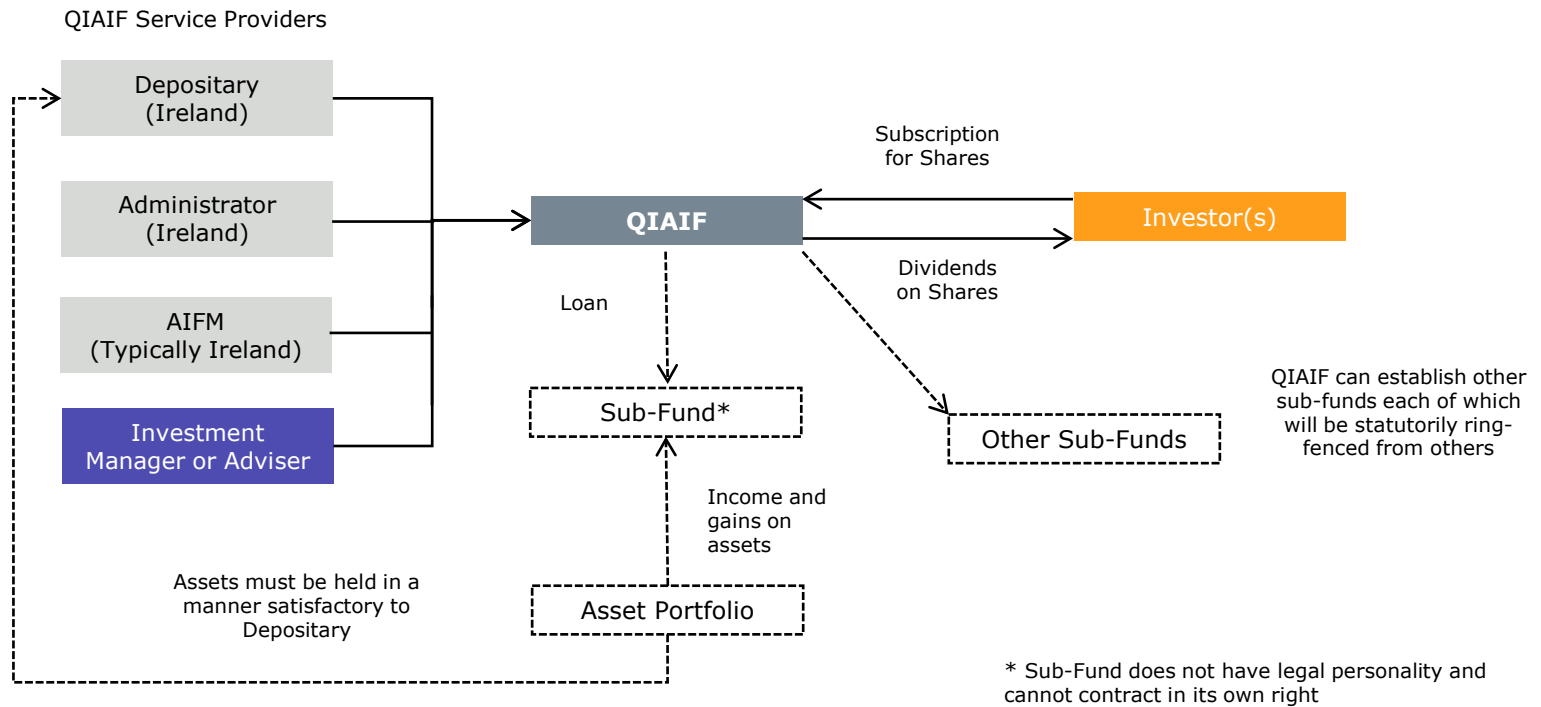 QIAIF Service Providers
Depositary
(Ireland)
Administrator
(Ireland)
AIFM
(Typically Ireland)
Investment
Manager or Adviser
QIAIF
Subscription
for Shares
Investor(s)
Dividends
on Shares
Loan
Sub-Fund*
Other Sub-Funds
QIAIF can establish other
sub-funds each of which
will be statutorily ring-
fenced from others
Income and
gains on
assets
Assets must be held in a
manner satisfactory to
Depositary
Asset Portfolio
* Sub-Fund does not have legal personality and
cannot contract in its own right